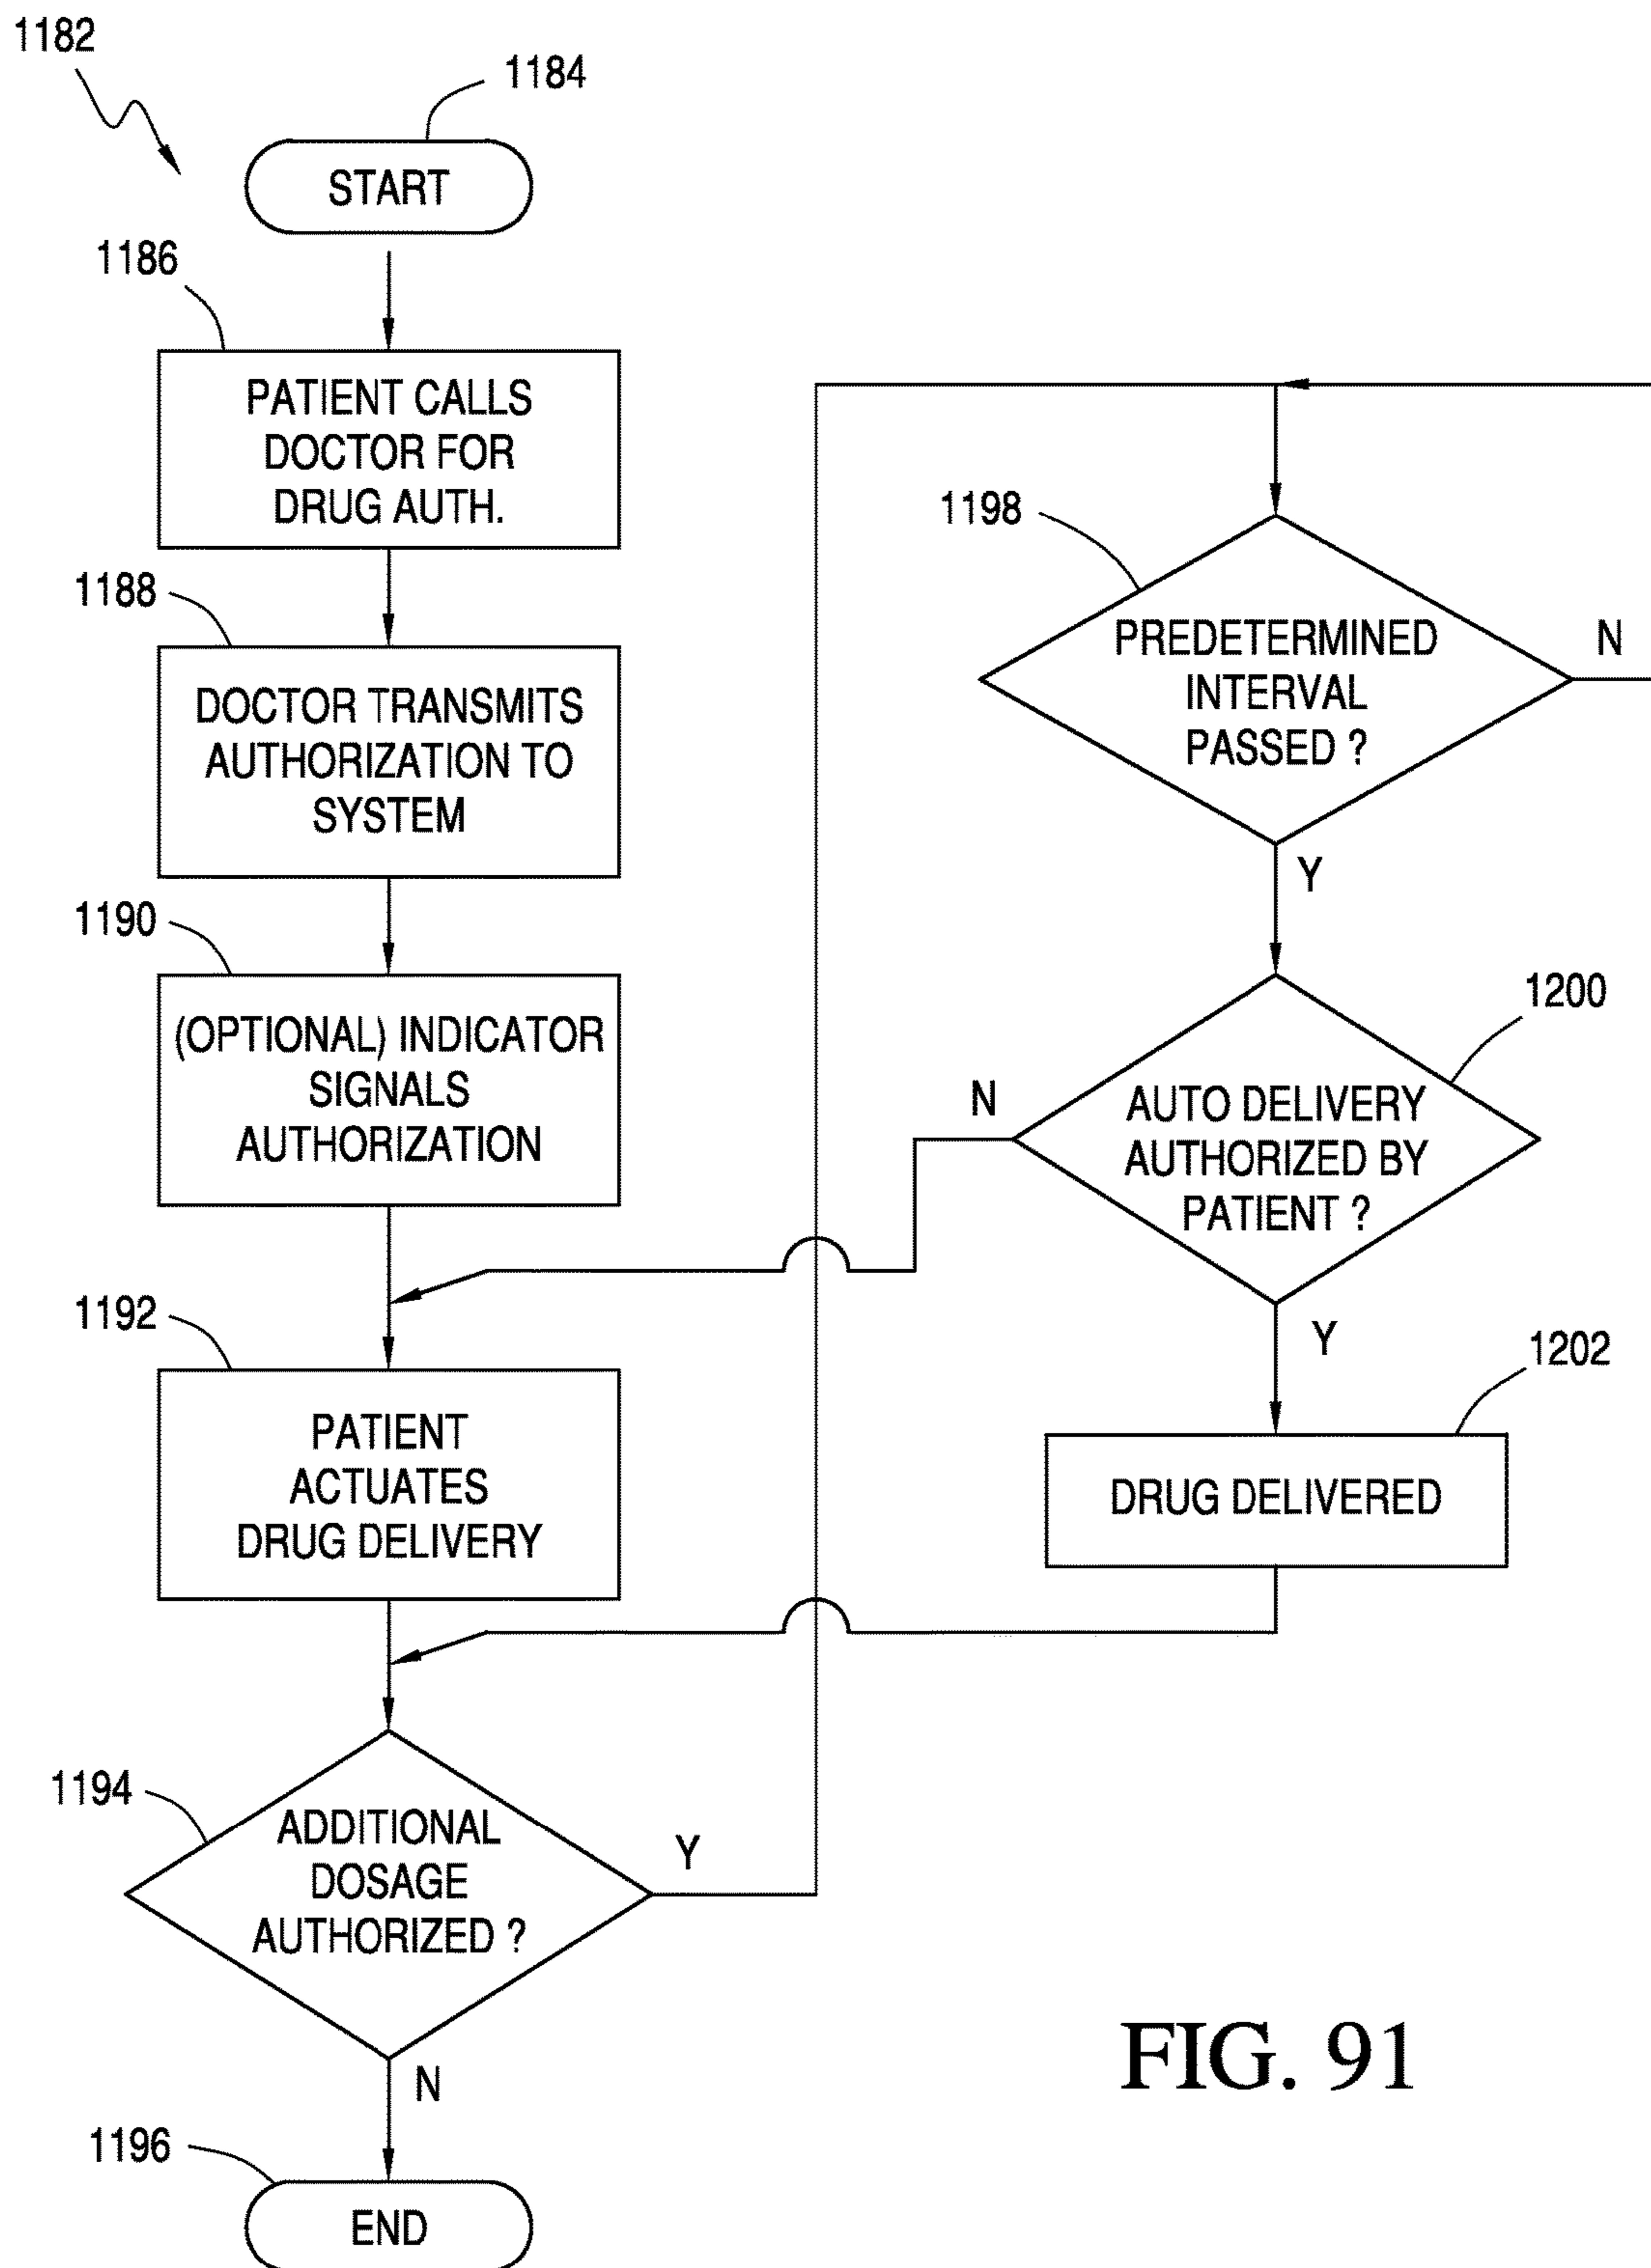 1182
1184
START
1186
PATIENT CALLS
DOCTOR FOR
DRUG AUTH.
1188
DOCTOR TRANSMITS
AUTHORIZATION TO
SYSTEM
1190
(OPTIONAL) INDICATOR
SIGNALS
AUTHORIZATION
1192
PATIENT
ACTUATES
DRUG DELIVERY
1194
ADDITIONAL
DOSAGE
AUTHORIZED ?
Y
N
1196
END
1198
PREDETERMINED
INTERVAL
PASSED ?
N
Y
1200
AUTO DELIVERY
AUTHORIZED BY
PATIENT ?
N
Y
1202
DRUG DELIVERED
FIG. 91